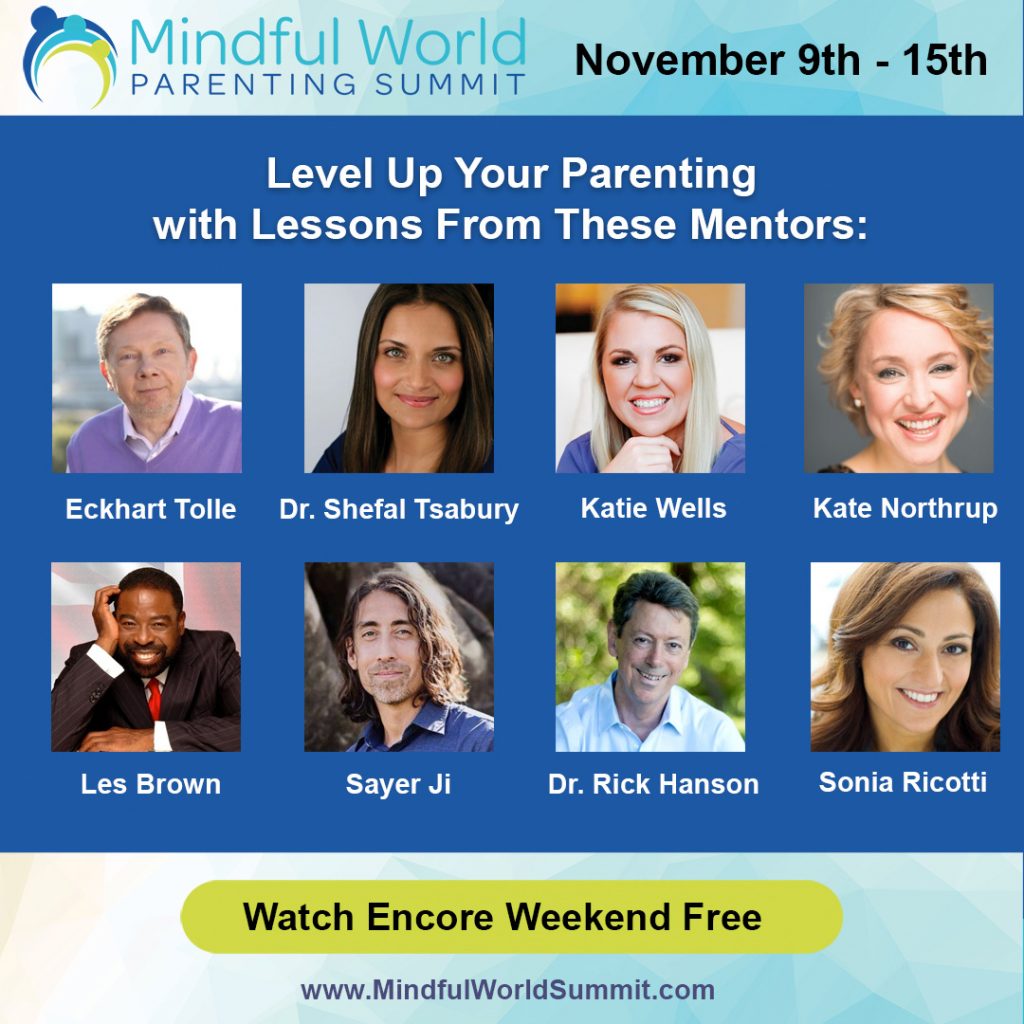 Mindful World
PARENTING SUMMIT
November 9th - 15th
Level Up Your Parenting
with Lessons From These Mentors:
Eckhart Tolle
Dr. Shefal Tsabury
Katie Wells
Kate Northrup
Les Brown
Sayer Ji
Dr. Rick Hanson
Sonia Ricotti
Watch Encore Weekend Free
www.MindfulWorldSummit.com